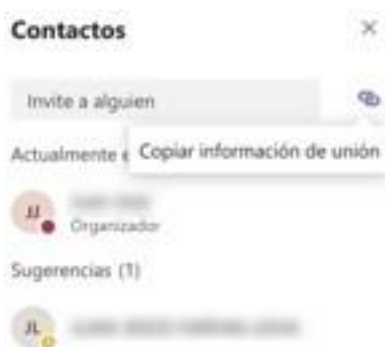 Contactos
Invite a alguien
Actualmente e
Copiar información de unión
JJ
Organizador
Sugerencias (1)
JL